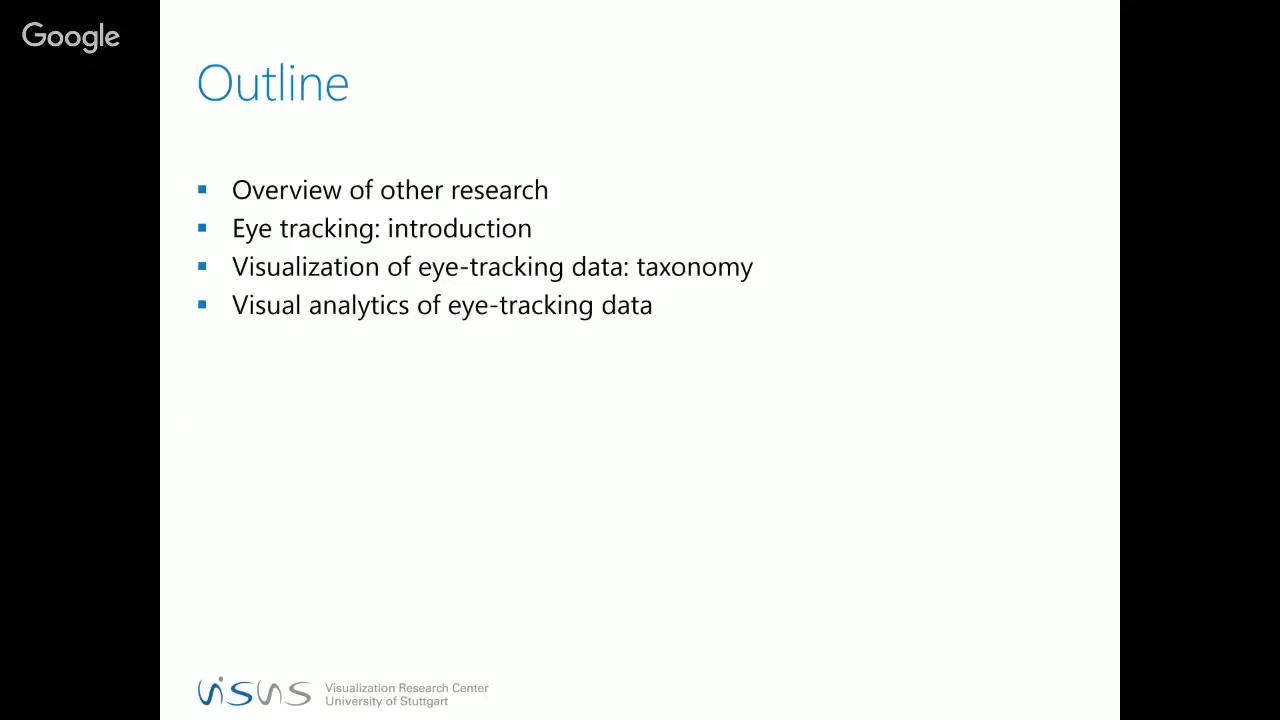 Google
Outline
Overview of other research
Eye tracking: introduction
Visualization of eye-tracking data: taxonomy
Visual analytics of eye-tracking data
VISUS
Visualization Research Center
University of Stuttgart